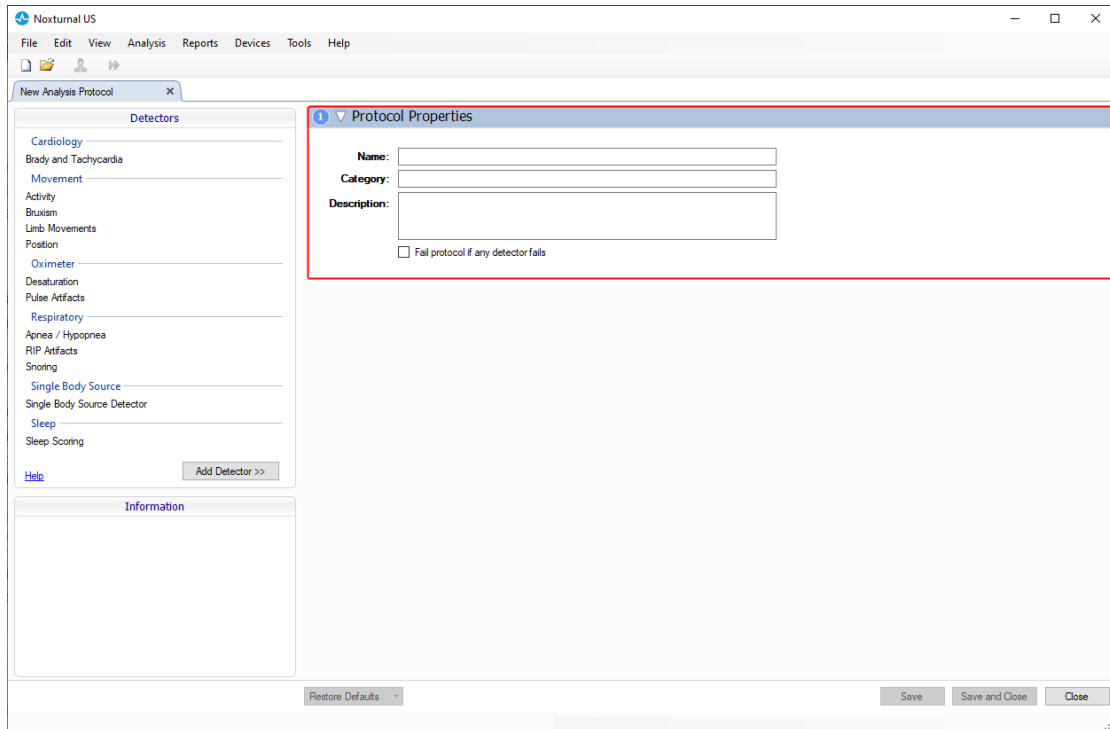 Noxturnal US
File Edit View Analysis Reports Devices Tools Help
New Analysis Protocol
Detectors
Cardiology
Brady and Tachycardia
Movement
Activity
Bruxism
Limb Movements
Position
Oximeter
Desaturation
Pulse Artifacts
Respiratory
Apnea / Hypopnea
RIP Artifacts
Snoring
Single Body Source
Single Body Source Detector
Sleep
Sleep Scoring
Help Add Detector >>
Information
1 Protocol Properties
Name:
Category:
Description:
Fail protocol if any detector fails
Restore Defaults Save Save and Close Close